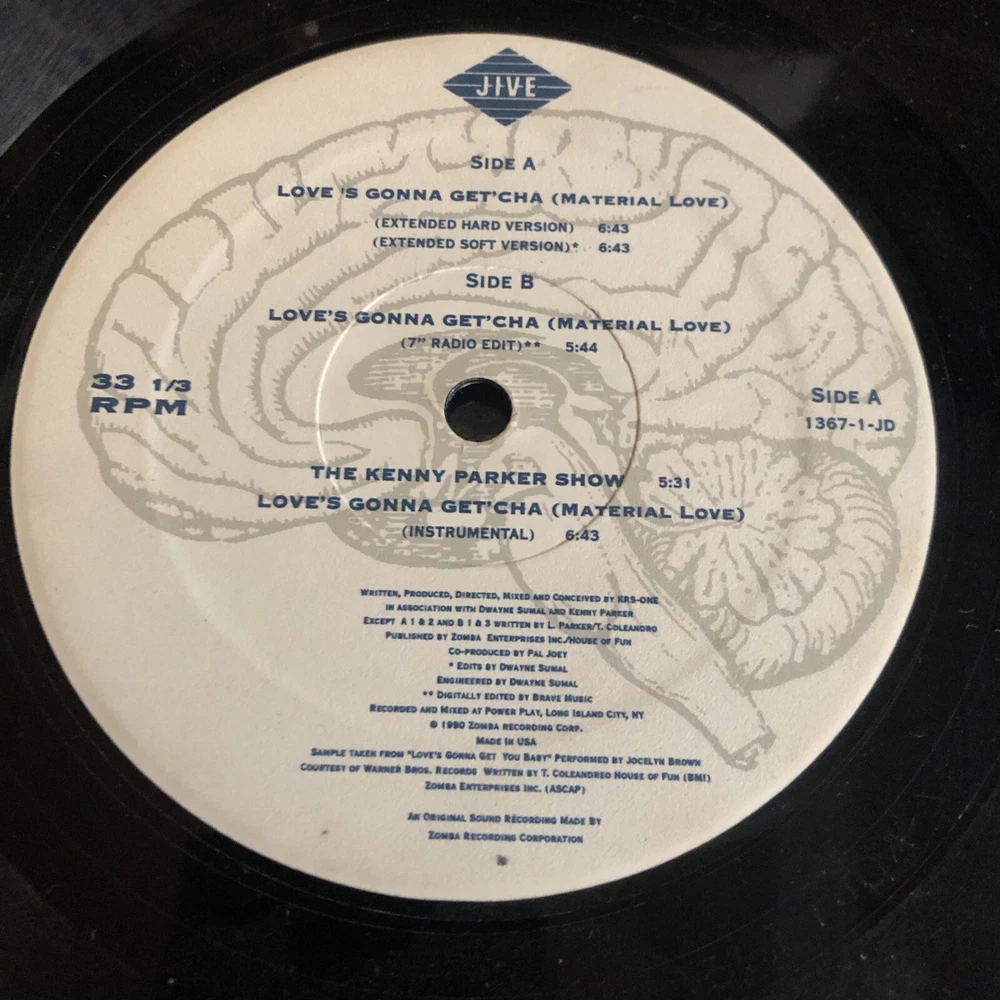 JIVE
SIDE A
LOVE 'S GONNA GET'CHA (MATERIAL LOVE)
(EXTENDED HARD VERSION) 6:43
(EXTENDED SOFT VERSION)* 6:43
SIDE B
LOVE'S GONNA GET'CHA (MATERIAL LOVE)
(7" RADIO EDIT)** 5:44
33 1/3
RPM
SIDE A
1367-1-JD
THE KENNY PARKER SHOW 5:31
LOVE'S GONNA GET'CHA (MATERIAL LOVE)
(INSTRUMENTAL) 6:43
WRITTEN, PRODUCED, DIRECTED, MIXED AND CONCEIVED BY KRS-ONE
IN ASSOCIATION WITH DWAYNE SUMAL AND KENNY PARKER
EXCEPT A 1 & 2 AND B 1 & 3 WRITTEN BY L. PARKER/T. COLEANDRO
PUBLISHED BY ZOMBA ENTERPRISES INC./HOUSE OF FUN
CO-PRODUCED BY PAL JOEY
* EDITS BY DWAYNE SUMAL
ENGINEERED BY DWAYNE SUMAL
** DIGITALLY EDITED BY BRAVE MUSIC
RECORDED AND MIXED AT POWER PLAY, LONG ISLAND CITY, NY
© 1990 ZOMBA RECORDING CORP.
MADE IN USA
SAMPLE TAKEN FROM "LOVE'S GONNA GET YOU BABY" PERFORMED BY JOCELYN BROWN
COURTESY OF WARNER BROS. RECORDS WRITTEN BY T. COLEANDREO HOUSE OF FUN (BMI)
ZOMBA ENTERPRISES INC. (ASCAP)
AN ORIGINAL SOUND RECORDING MADE BY
ZOMBA RECORDING CORPORATION